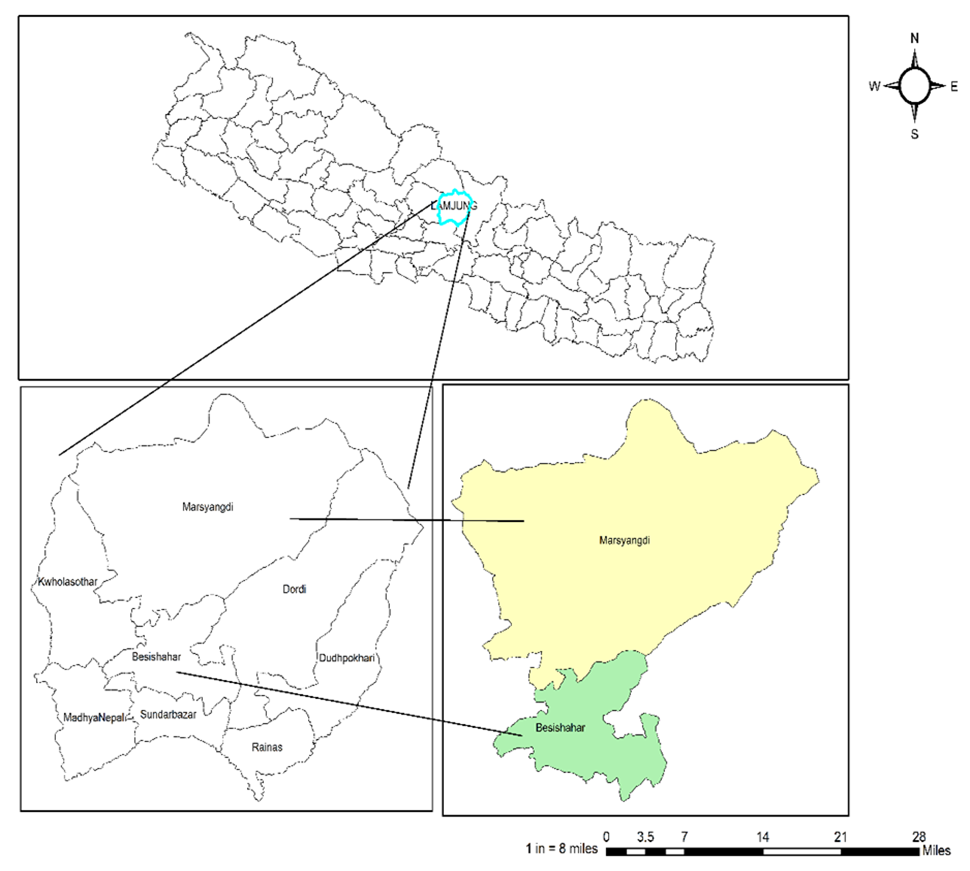 N
W E
S
LAMJUNG
Marsyangdi
Kwholasothar
Dordi
Besishahar
Dudhpokhari
MadhyaNepal
Sundarbazar
Rainas
Marsyangdi
Besishahar
0 3.5 7 14 21 28
1 in = 8 miles Miles